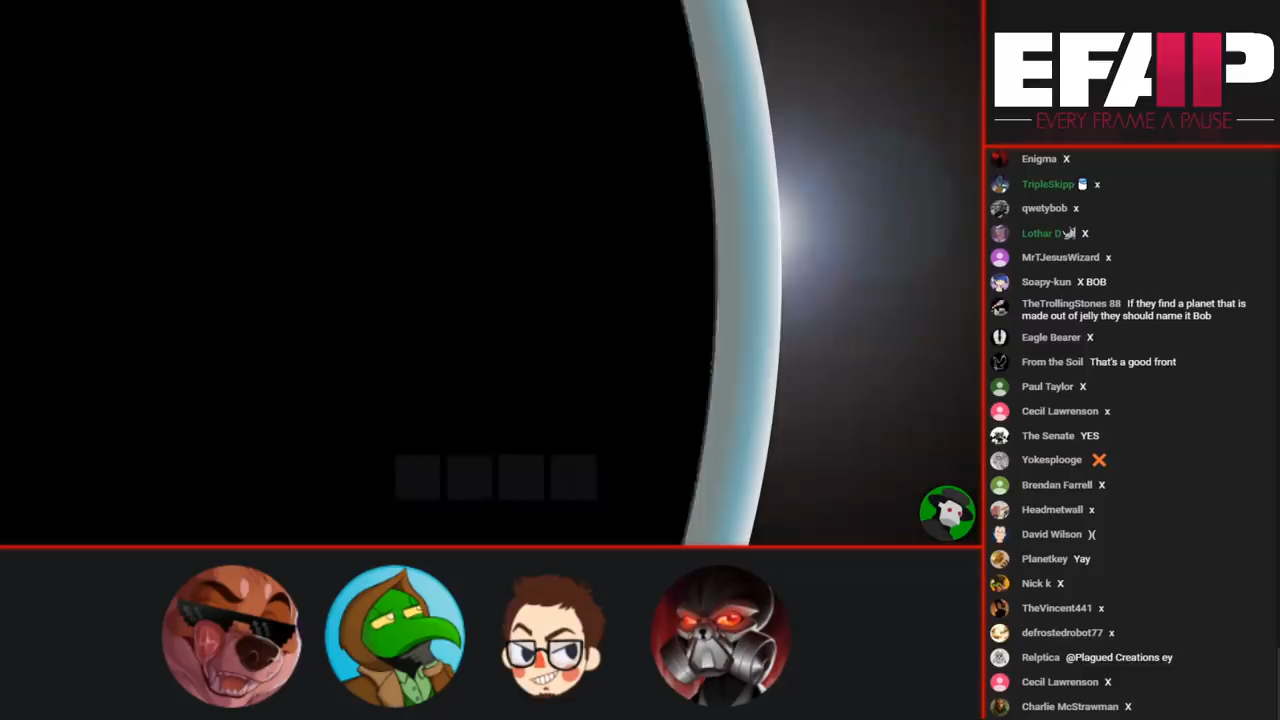 EFAP
EVERY FRAME A PAUSE
Enigma X
TripleSkipp x
qwetybob x
Lothar D X
MrTJesusWizard x
Soapy-kun X BOB
TheTrollingStones 88 If they find a planet that is
made out of jelly they should name it Bob
Eagle Bearer X
From the Soil That's a good front
Paul Taylor X
Cecil Lawrenson x
The Senate YES
Yokesplooge ❌
Brendan Farrell X
Headmetwall x
David Wilson )(
Planetkey Yay
Nick k X
TheVincent441 x
defrostedrobot77 x
Relptica @Plagued Creations ey
Cecil Lawrenson X
Charlie McStrawman X